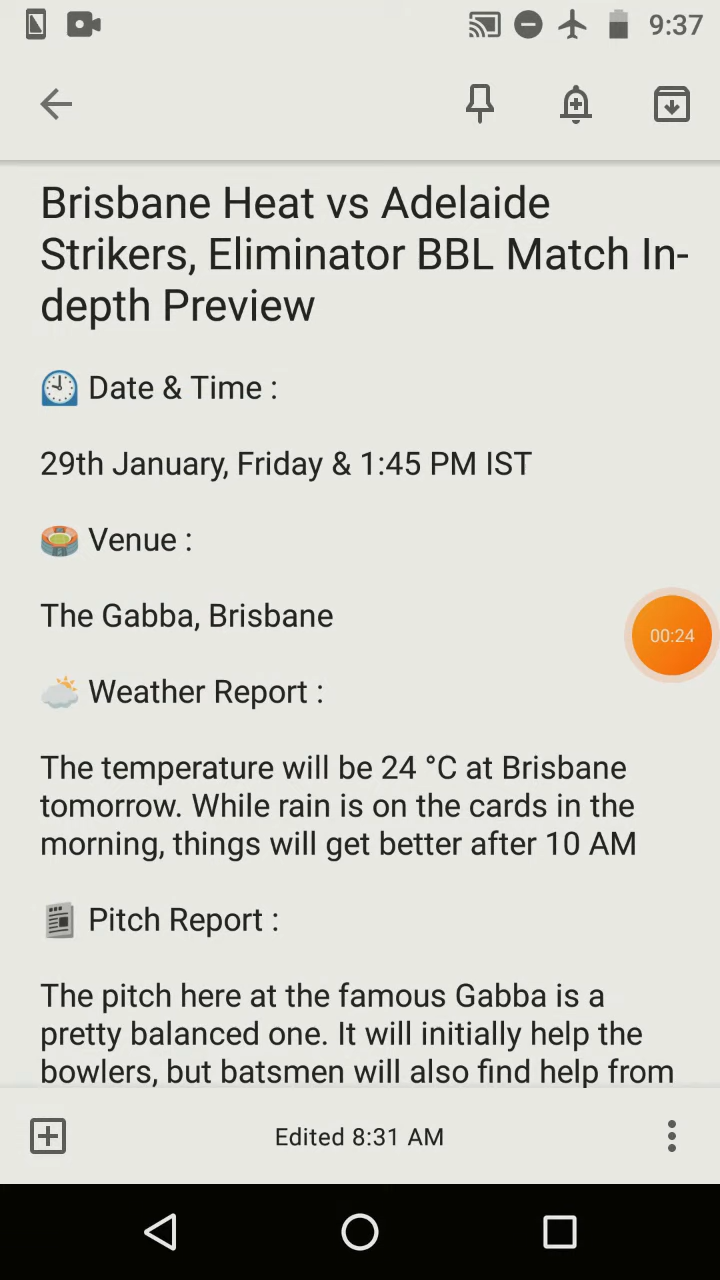 9:37
Brisbane Heat vs Adelaide
Strikers, Eliminator BBL Match In-
depth Preview
Date & Time :
29th January, Friday & 1:45 PM IST
Venue :
The Gabba, Brisbane
00:24
Weather Report :
The temperature will be 24 °C at Brisbane
tomorrow. While rain is on the cards in the
morning, things will get better after 10 AM
Pitch Report :
The pitch here at the famous Gabba is a
pretty balanced one. It will initially help the
bowlers, but batsmen will also find help from
Edited 8:31 AM